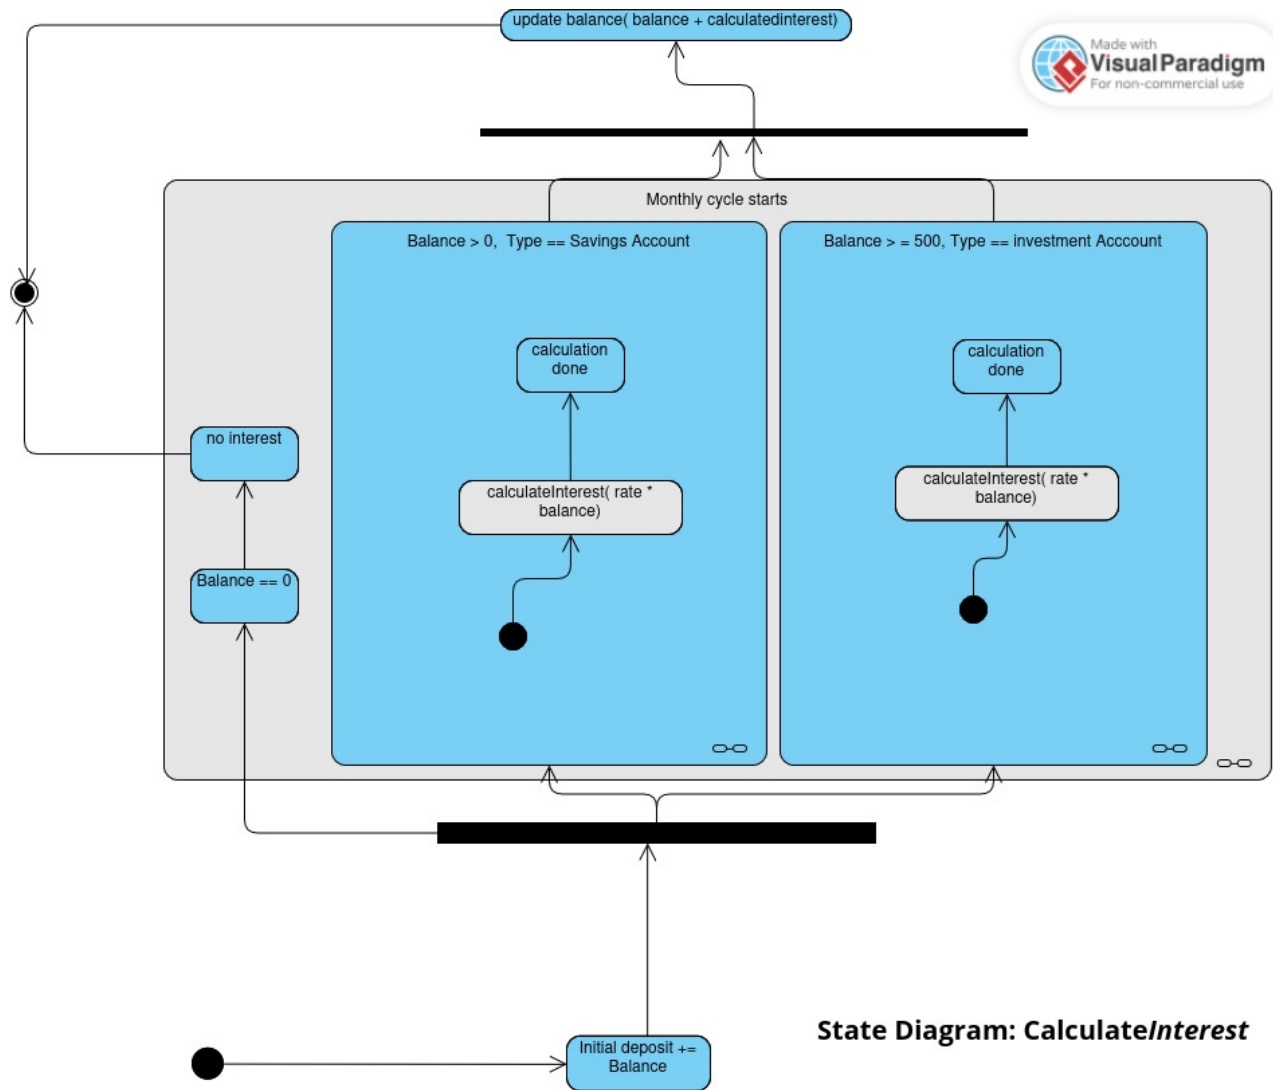 update balance( balance + calculatedinterest)
Made with
Visual Paradigm
For non-commercial use
Monthly cycle starts
Balance > 0,  Type == Savings Account
Balance > = 500, Type == investment Acccount
calculation
done
calculation
done
no interest
calculateInterest( rate *
balance)
calculateInterest( rate *
balance)
Balance == 0
Initial deposit +=
Balance
State Diagram: CalculateInterest